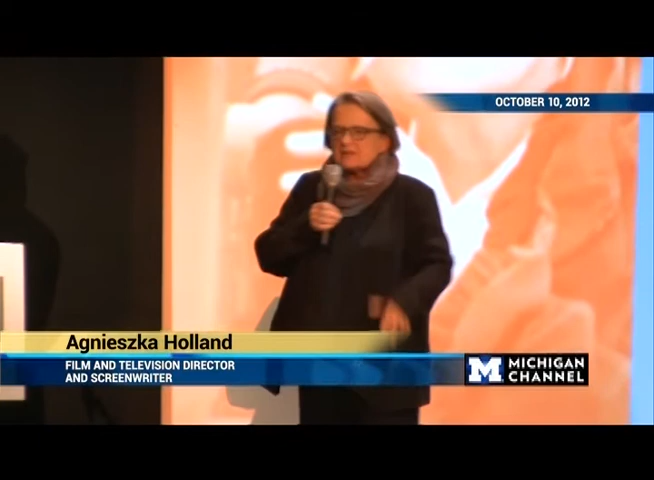 OCTOBER 10, 2012
Agnieszka Holland
FILM AND TELEVISION DIRECTOR
AND SCREENWRITER
M MICHIGAN
CHANNEL